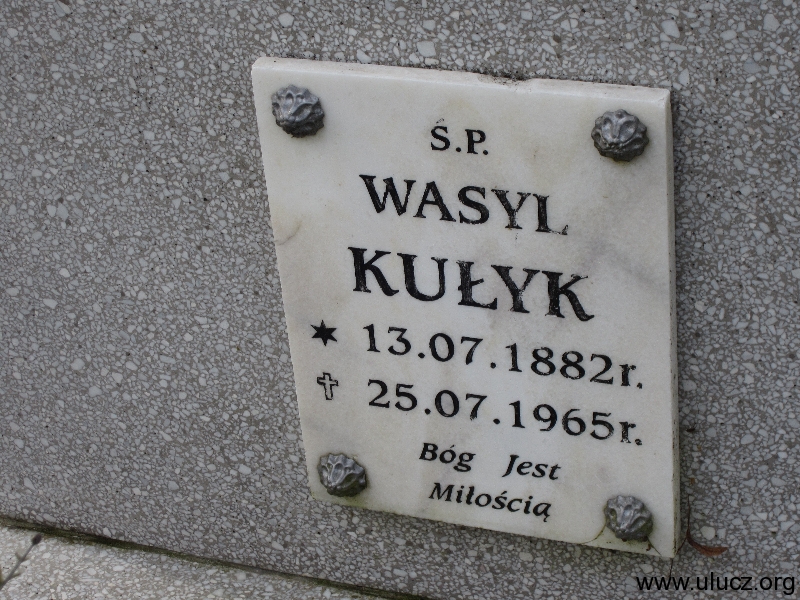 Ś.P.
WASYL
KUŁYK
✶ 13.07.1882r.
✝ 25.07.1965r.
Bóg Jest
Miłością
www.ulucz.org